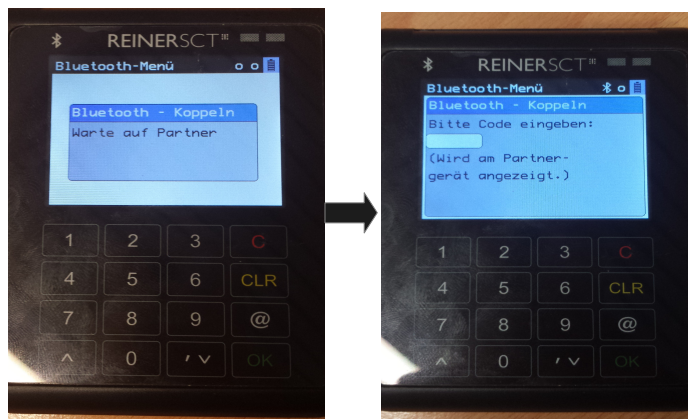 REINERSCT
Bluetooth-Menü
Bluetooth - Koppeln
Warte auf Partner
1 2 3 C
4 5 6 CLR
7 8 9 @
^ 0 ,∨ OK
REINERSCT
Bluetooth-Menü
Bluetooth - Koppeln
Bitte Code eingeben:
(Wird am Partner-
gerät angezeigt.)
1 2 3 C
4 5 6 CLR
7 8 9 @
^ 0 ,∨ OK